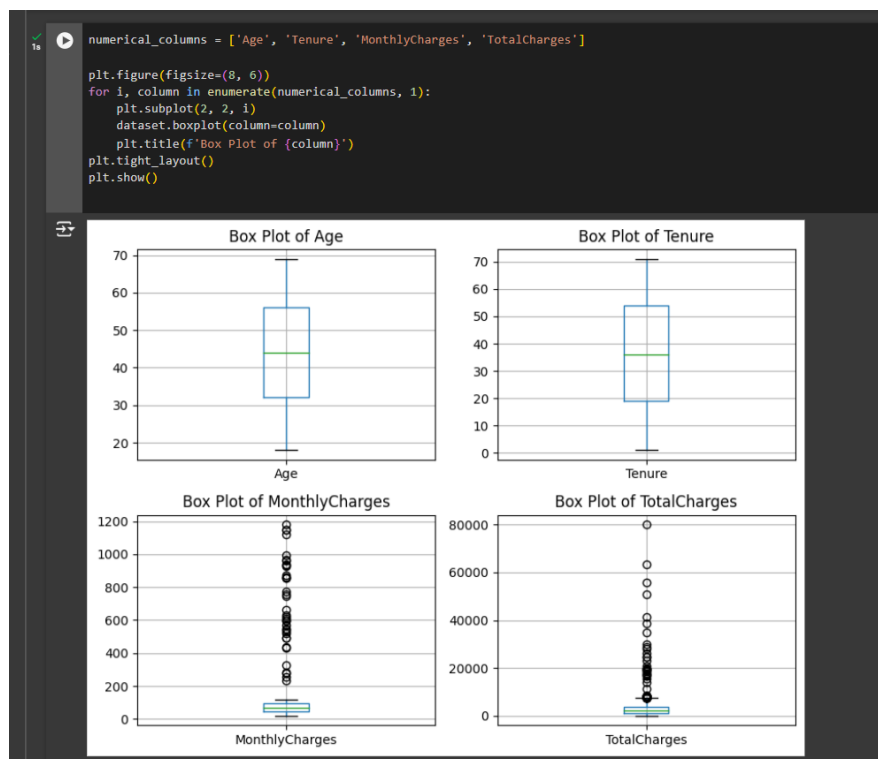 1s
numerical_columns = ['Age', 'Tenure', 'MonthlyCharges', 'TotalCharges']
plt.figure(figsize=(8, 6))
for i, column in enumerate(numerical_columns, 1):
    plt.subplot(2, 2, i)
    dataset.boxplot(column=column)
    plt.title(f'Box Plot of {column}')
plt.tight_layout()
plt.show()
Box Plot of Age
70
60
50
40
30
20
Age
Box Plot of Tenure
70
60
50
40
30
20
10
0
Tenure
Box Plot of MonthlyCharges
1200
1000
800
600
400
200
0
MonthlyCharges
Box Plot of TotalCharges
80000
60000
40000
20000
0
TotalCharges